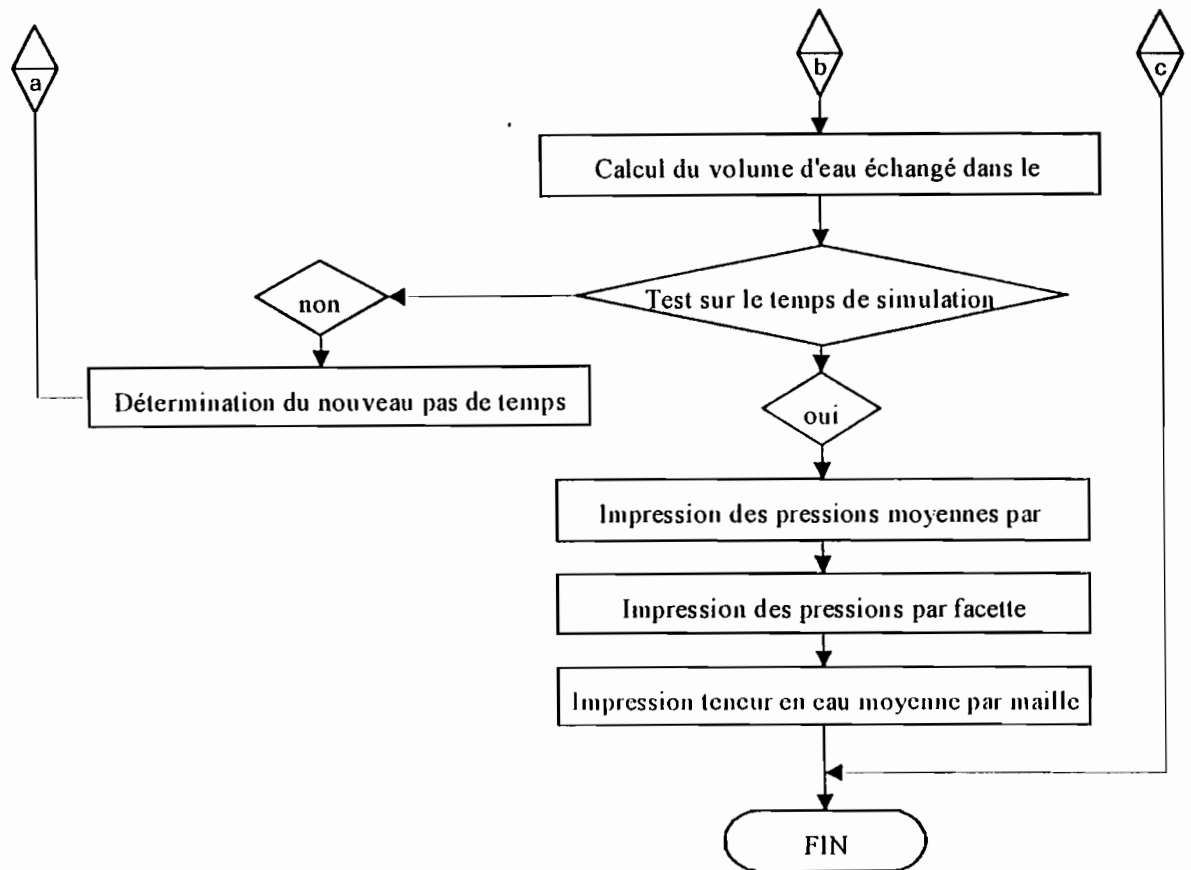 a
b
c
Calcul du volume d'eau échangé dans le
Test sur le temps de simulation
non
Détermination du nouveau pas de temps
oui
Impression des pressions moyennes par
Impression des pressions par facette
Impression teneur en eau moyenne par maille
FIN